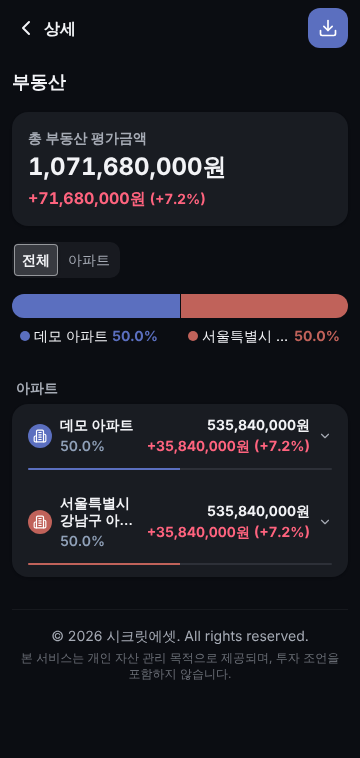 상세
부동산
총 부동산 평가금액
1,071,680,000원
+71,680,000원 (+7.2%)
전체 아파트
데모 아파트 50.0% 서울특별시 ... 50.0%
아파트
데모 아파트 535,840,000원
50.0% +35,840,000원 (+7.2%)
서울특별시
강남구 아... 535,840,000원
50.0% +35,840,000원 (+7.2%)
© 2026 시크릿에셋. All rights reserved.
본 서비스는 개인 자산 관리 목적으로 제공되며, 투자 조언을
포함하지 않습니다.